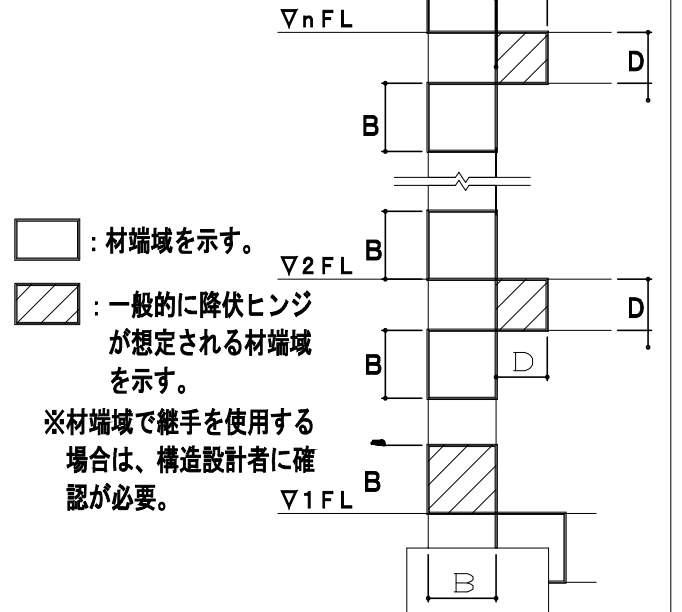 ▽nFL
D
B
B
▽2FL
D
B
D
B
▽1FL
B
：材端域を示す。
：一般的に降伏ヒンジ
が想定される材端域
を示す。
※材端域で継手を使用する
場合は、構造設計者に確
認が必要。